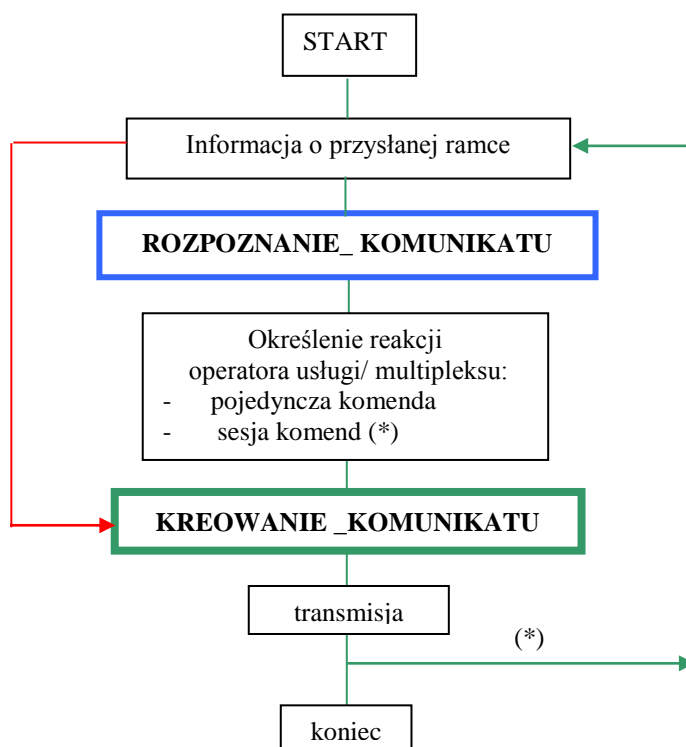 START
Informacja o przysłanej ramce
ROZPOZNANIE_ KOMUNIKATU
Określenie reakcji
operatora usługi/ multipleksu:
- pojedyncza komenda
- sesja komend (*)
KREOWANIE _KOMUNIKATU
transmisja
(*)
koniec